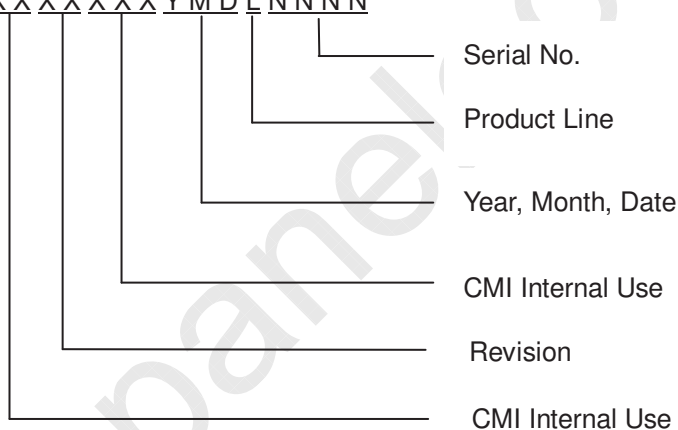 X X X X X X X Y M D L N N N N
Serial No.
Product Line
Year, Month, Date
CMI Internal Use
Revision
CMI Internal Use